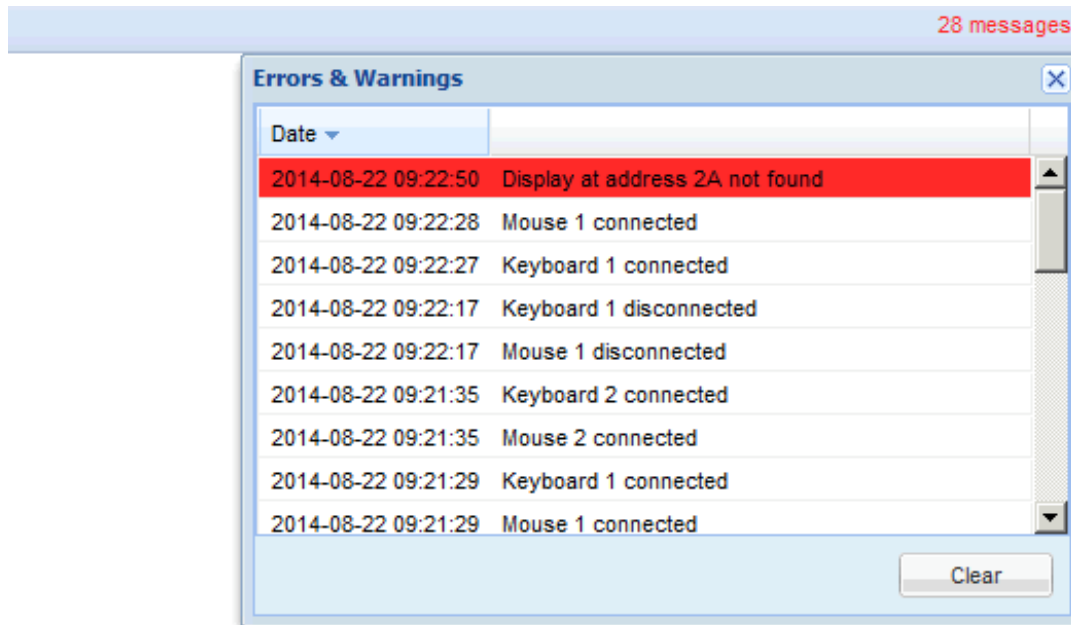 28 messages
Errors & Warnings
Date
2014-08-22 09:22:50 Display at address 2A not found
2014-08-22 09:22:28 Mouse 1 connected
2014-08-22 09:22:27 Keyboard 1 connected
2014-08-22 09:22:17 Keyboard 1 disconnected
2014-08-22 09:22:17 Mouse 1 disconnected
2014-08-22 09:21:35 Keyboard 2 connected
2014-08-22 09:21:35 Mouse 2 connected
2014-08-22 09:21:29 Keyboard 1 connected
2014-08-22 09:21:29 Mouse 1 connected
Clear